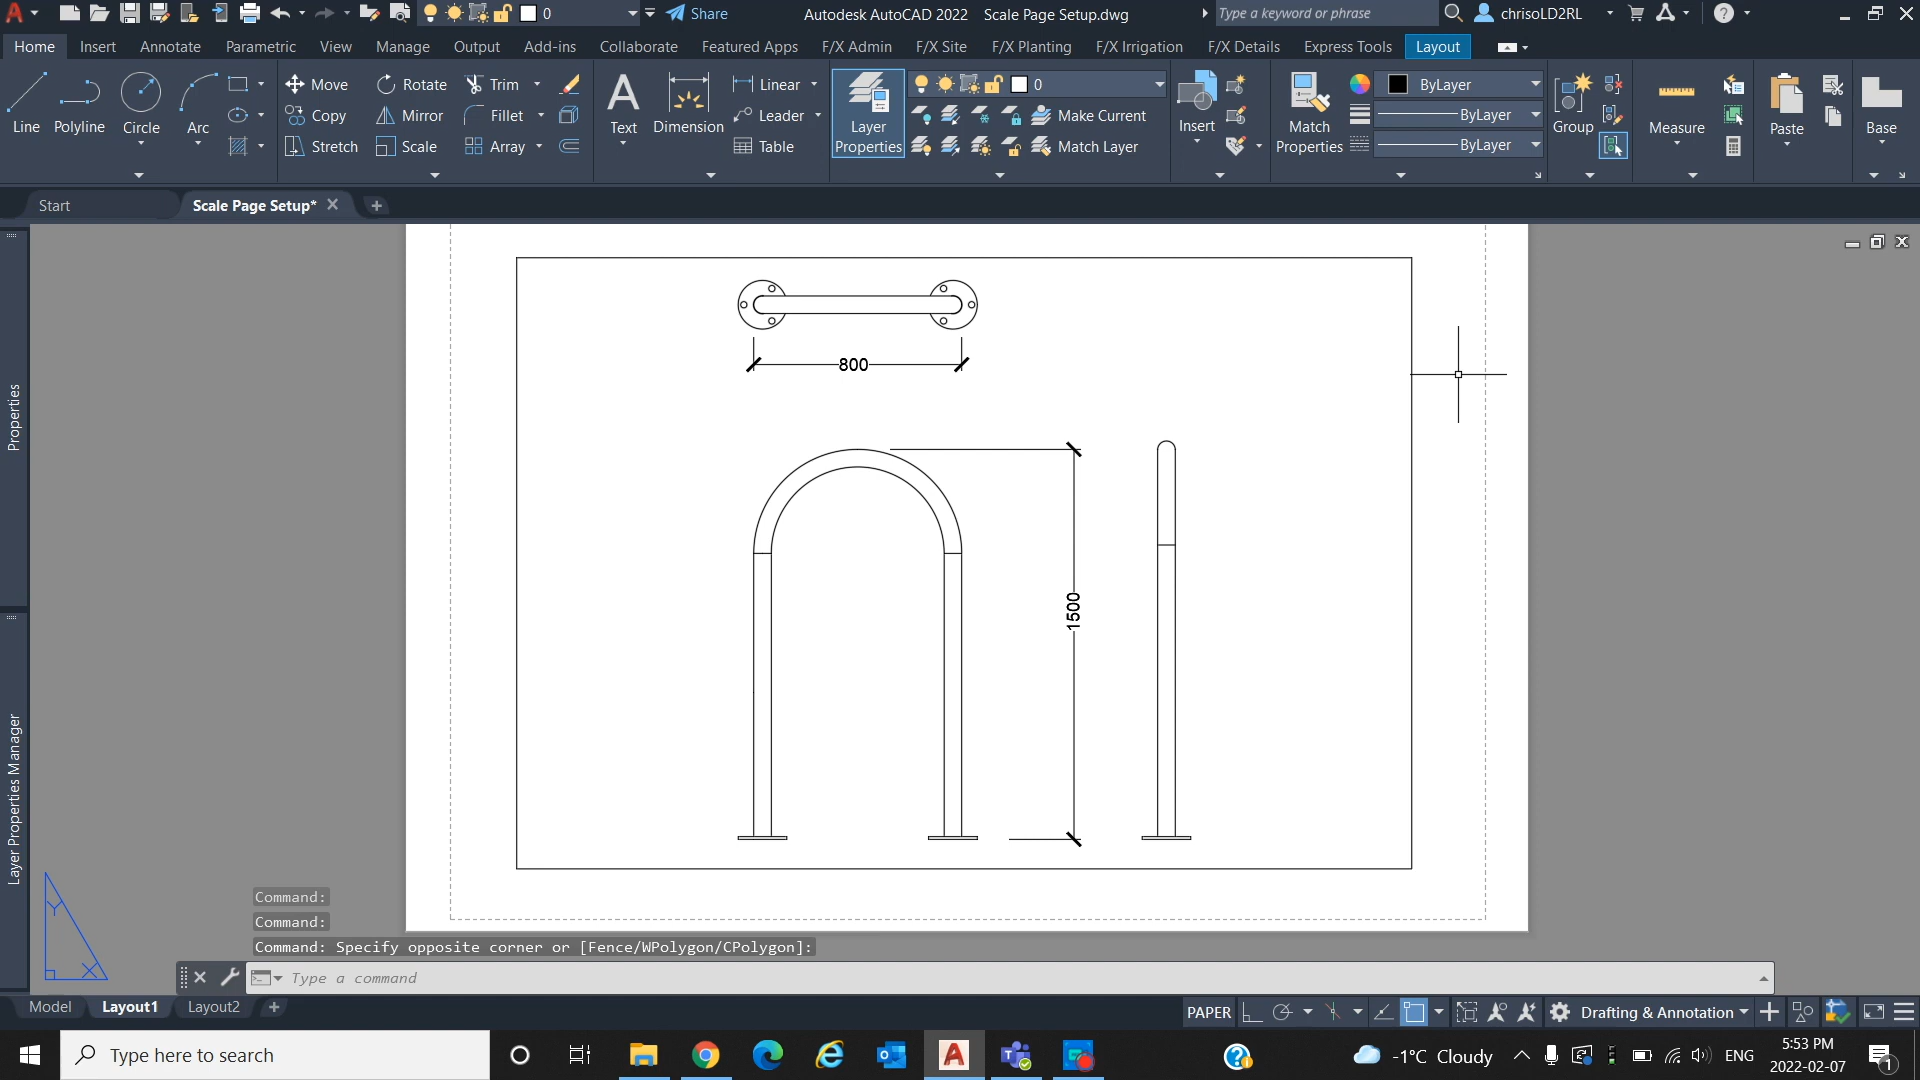 0
Share
Autodesk AutoCAD 2022 Scale Page Setup.dwg
Type a keyword or phrase
chrisoLD2RL
Home Insert Annotate Parametric View Manage Output Add-ins Collaborate Featured Apps F/X Admin F/X Site F/X Planting F/X Irrigation F/X Details Express Tools Layout
Line
Polyline
Circle
Arc
Move Rotate Trim
Copy Mirror Fillet
Stretch Scale Array
Text
Dimension
Linear
Leader
Table
Layer
Properties
0
Make Current
Match Layer
Insert
Match
Properties
ByLayer
ByLayer
ByLayer
Group
Measure
Paste
Base
Start
Scale Page Setup*
Properties
Layer Properties Manager
800
1500
Y
X
Command:
Command:
Command: Specify opposite corner or [Fence/WPolygon/CPolygon]:
Type a command
Model Layout1 Layout2
PAPER
Drafting & Annotation
Type here to search
-1°C Cloudy
ENG
5:53 PM
2022-02-07
1